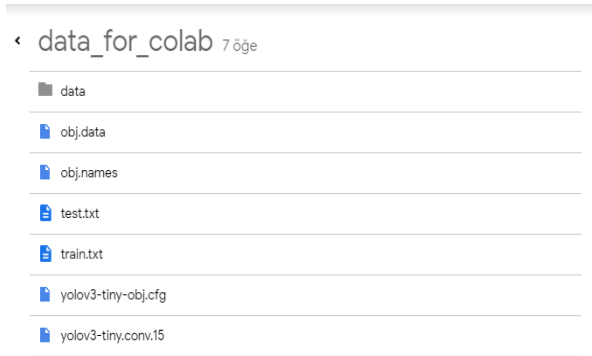 data_for_colab 7 öğe
data
obj.data
obj.names
test.txt
train.txt
yolov3-tiny-obj.cfg
yolov3-tiny.conv.15